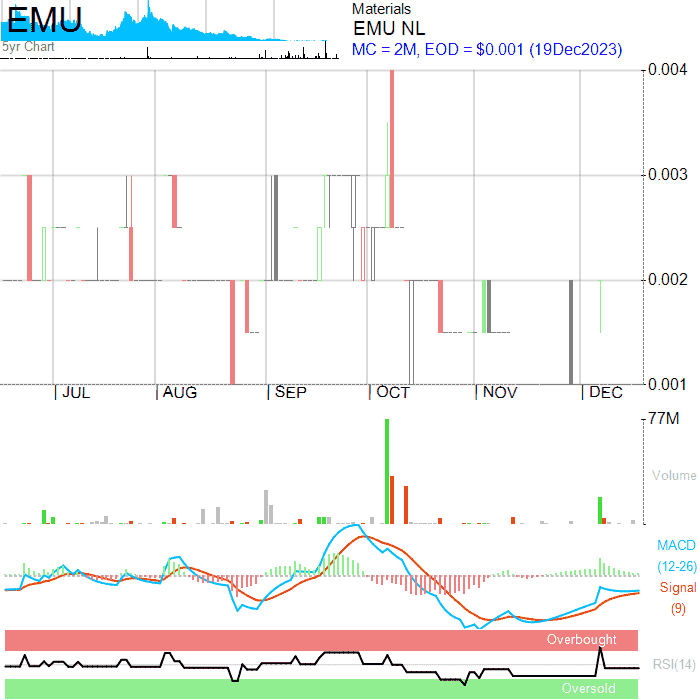 EMU
5yr Chart
Materials
EMU NL
MC = 2M, EOD = $0.001 (19Dec2023)
0.004
0.003
0.002
0.001
JUL
AUG
SEP
OCT
NOV
DEC
77M
Volume
MACD
(12-26)
Signal
(9)
Overbought
RSI(14)
Oversold